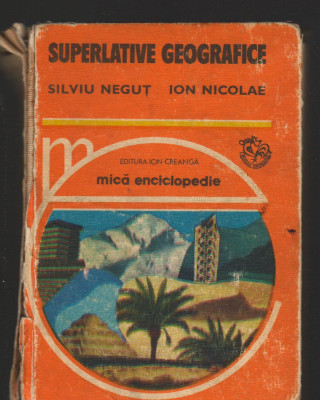 SUPERLATIVE GEOGRAFICE
SILVIU NEGUȚ ION NICOLAE
m
EDITURA ION CREANGĂ
mică enciclopedie